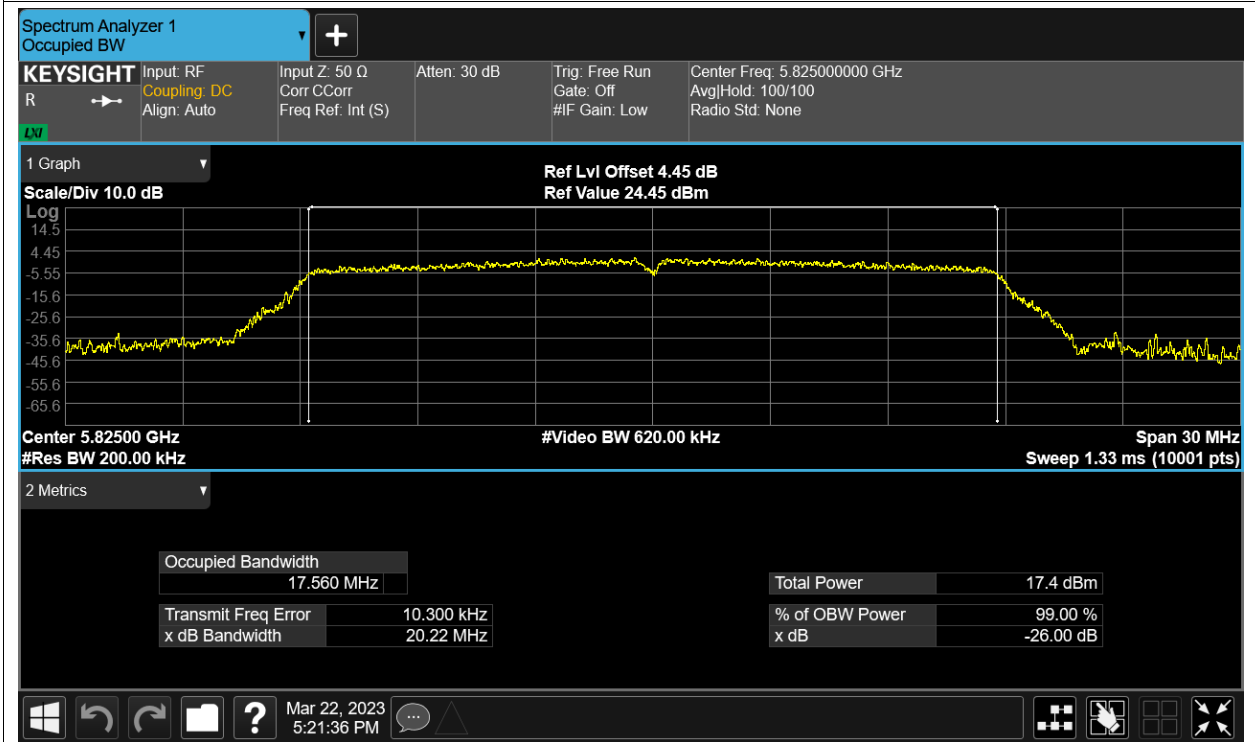 Spectrum Analyzer 1
Occupied BW
KEYSIGHT
R
LXI
Input: RF
Coupling: DC
Align: Auto
Input Z: 50 Ω
Corr CCorr
Freq Ref: Int (S)
Atten: 30 dB
Trig: Free Run
Gate: Off
#IF Gain: Low
Center Freq: 5.825000000 GHz
Avg|Hold: 100/100
Radio Std: None
1 Graph
Scale/Div 10.0 dB
Ref Lvl Offset 4.45 dB
Ref Value 24.45 dBm
Log
14.5
4.45
-5.55
-15.6
-25.6
-35.6
-45.6
-55.6
-65.6
Center 5.82500 GHz
#Res BW 200.00 kHz
#Video BW 620.00 kHz
Span 30 MHz
Sweep 1.33 ms (10001 pts)
2 Metrics
Occupied Bandwidth
17.560 MHz
Transmit Freq Error 10.300 kHz
x dB Bandwidth 20.22 MHz
Total Power 17.4 dBm
% of OBW Power 99.00 %
x dB -26.00 dB
?
Mar 22, 2023
5:21:36 PM